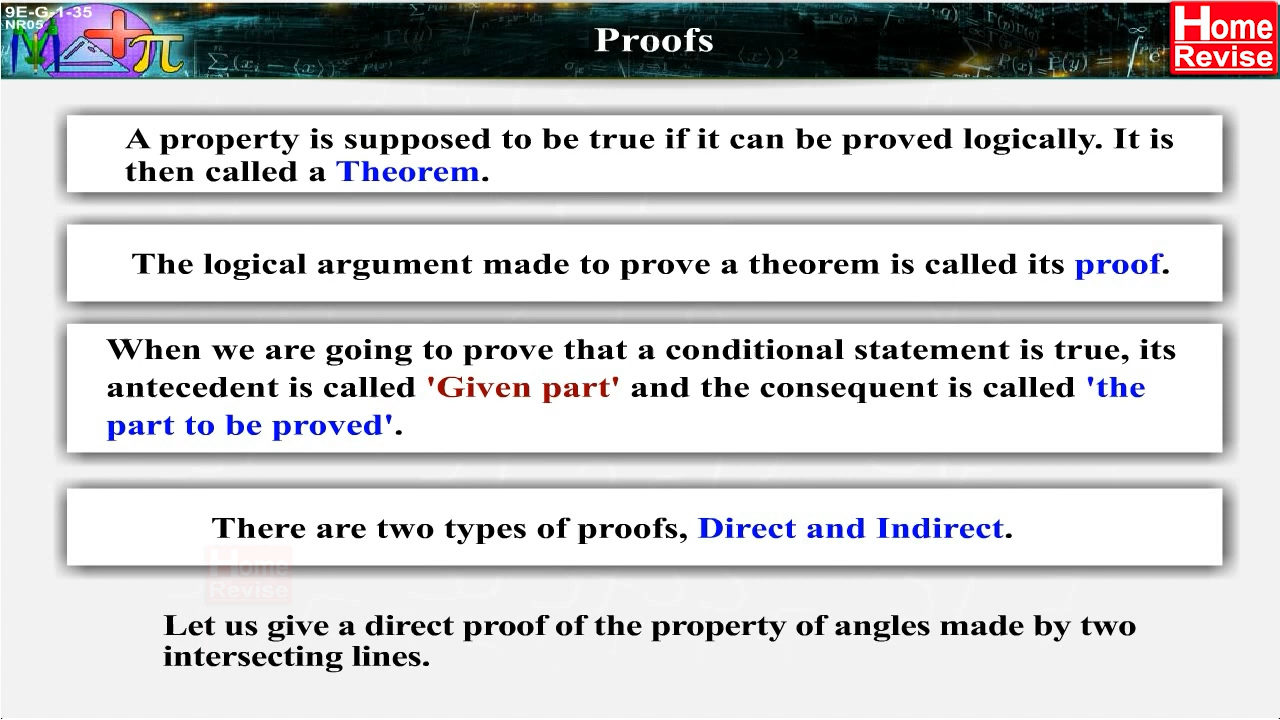 9E-G-1-35
NR05
Proofs
Home
Revise
A property is supposed to be true if it can be proved logically. It is
then called a Theorem.
The logical argument made to prove a theorem is called its proof.
When we are going to prove that a conditional statement is true, its
antecedent is called 'Given part' and the consequent is called 'the
part to be proved'.
There are two types of proofs, Direct and Indirect.
Home
Revise
Let us give a direct proof of the property of angles made by two
intersecting lines.